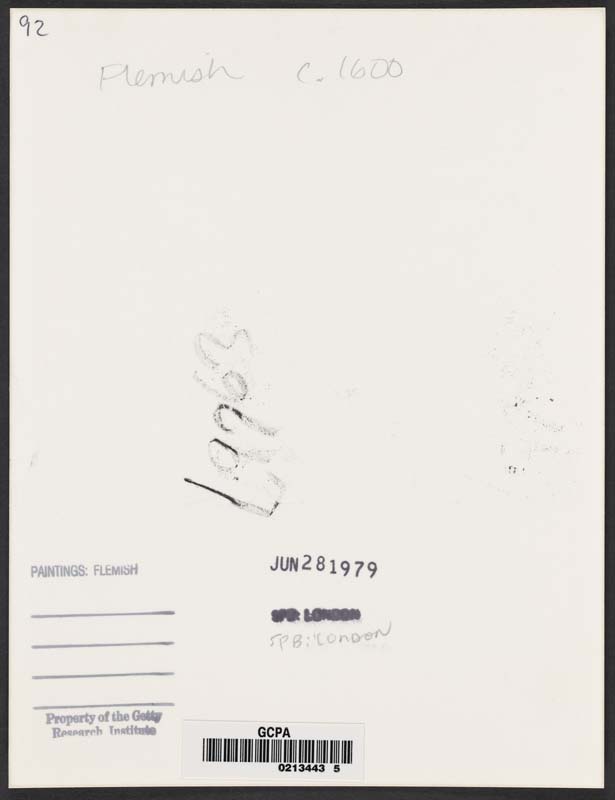 92
Flemish c. 1600
PAINTINGS: FLEMISH
JUN 28 1979
SPB: LONDON
SPB: LONDON
Property of the Getty
Research Institute
GCPA
0213443 5